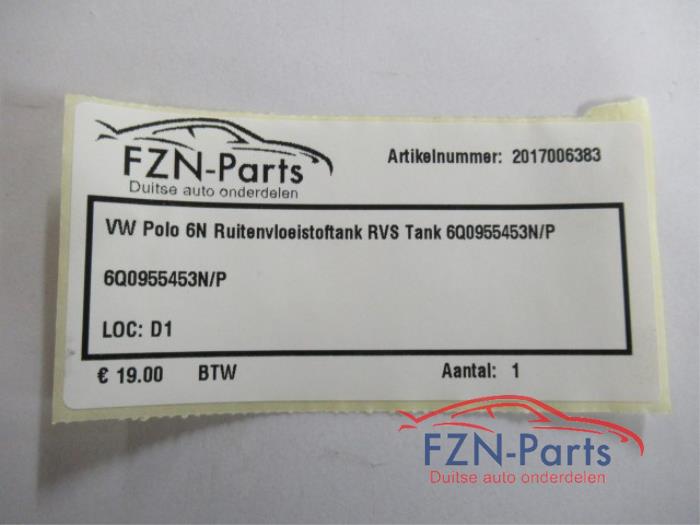 FZN-Parts
Duitse auto onderdelen
Artikelnummer: 2017006383
VW Polo 6N Ruitenvloeistoftank RVS Tank 6Q0955453N/P
6Q0955453N/P
LOC: D1
€ 19.00 BTW Aantal: 1
FZN-Parts
Duitse auto onderdelen